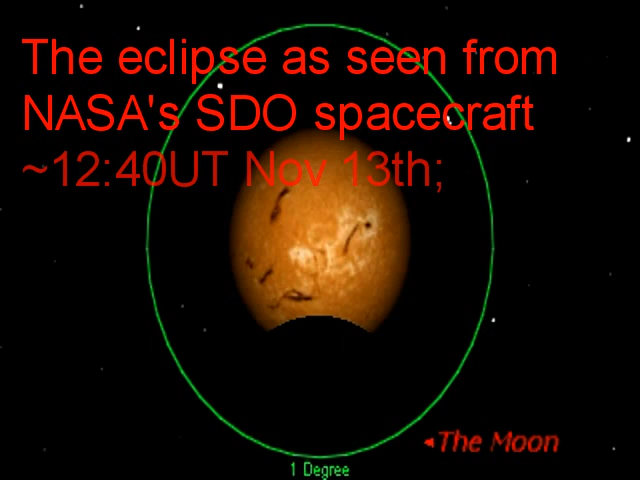 The eclipse as seen from
NASA's SDO spacecraft
~12:40UT Nov 13th;
The Moon
1 Degree